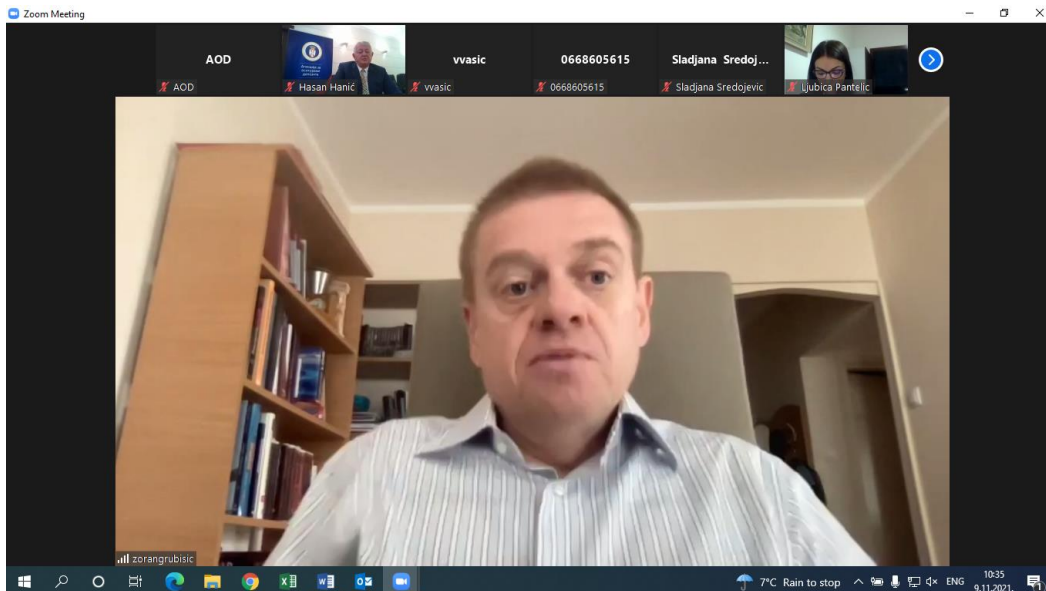 Zoom Meeting
AOD
vvasic
0668605615
Sladjana Sredoj...
AOD
Hasan Hanić
vvasic
0668605615
Sladjana Sredojevic
Ljubica Pantelic
zorangrubisic
7°C Rain to stop
ENG
10:35
9.11.2021.
1